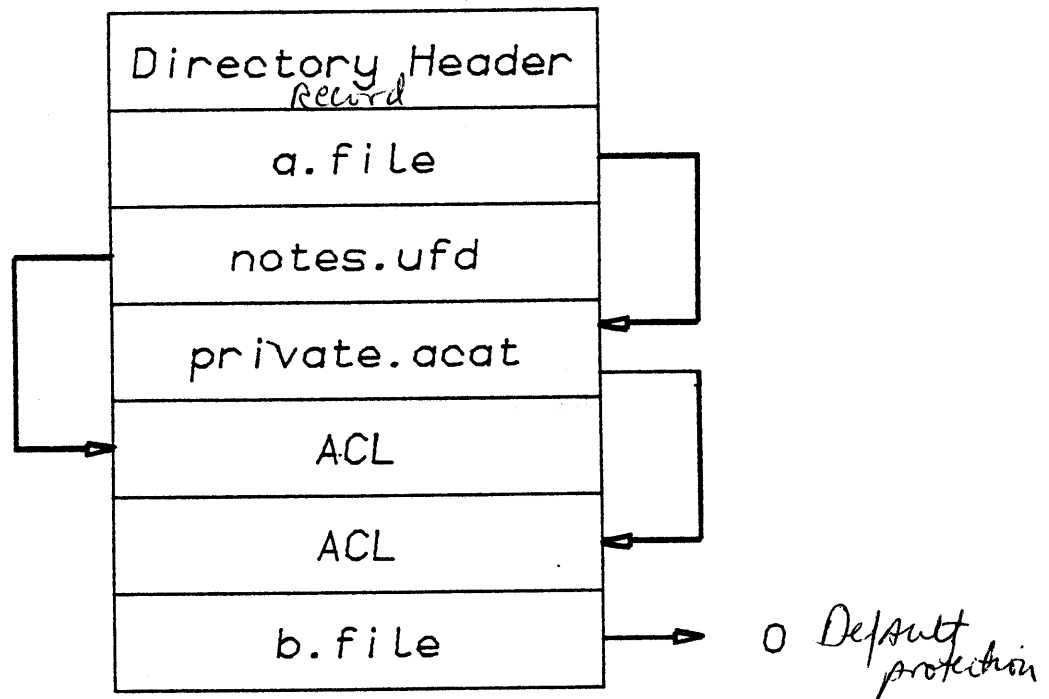 Directory Header
Record
a.file
notes.ufd
private.acat
ACL
ACL
b.file
0 Default
protection